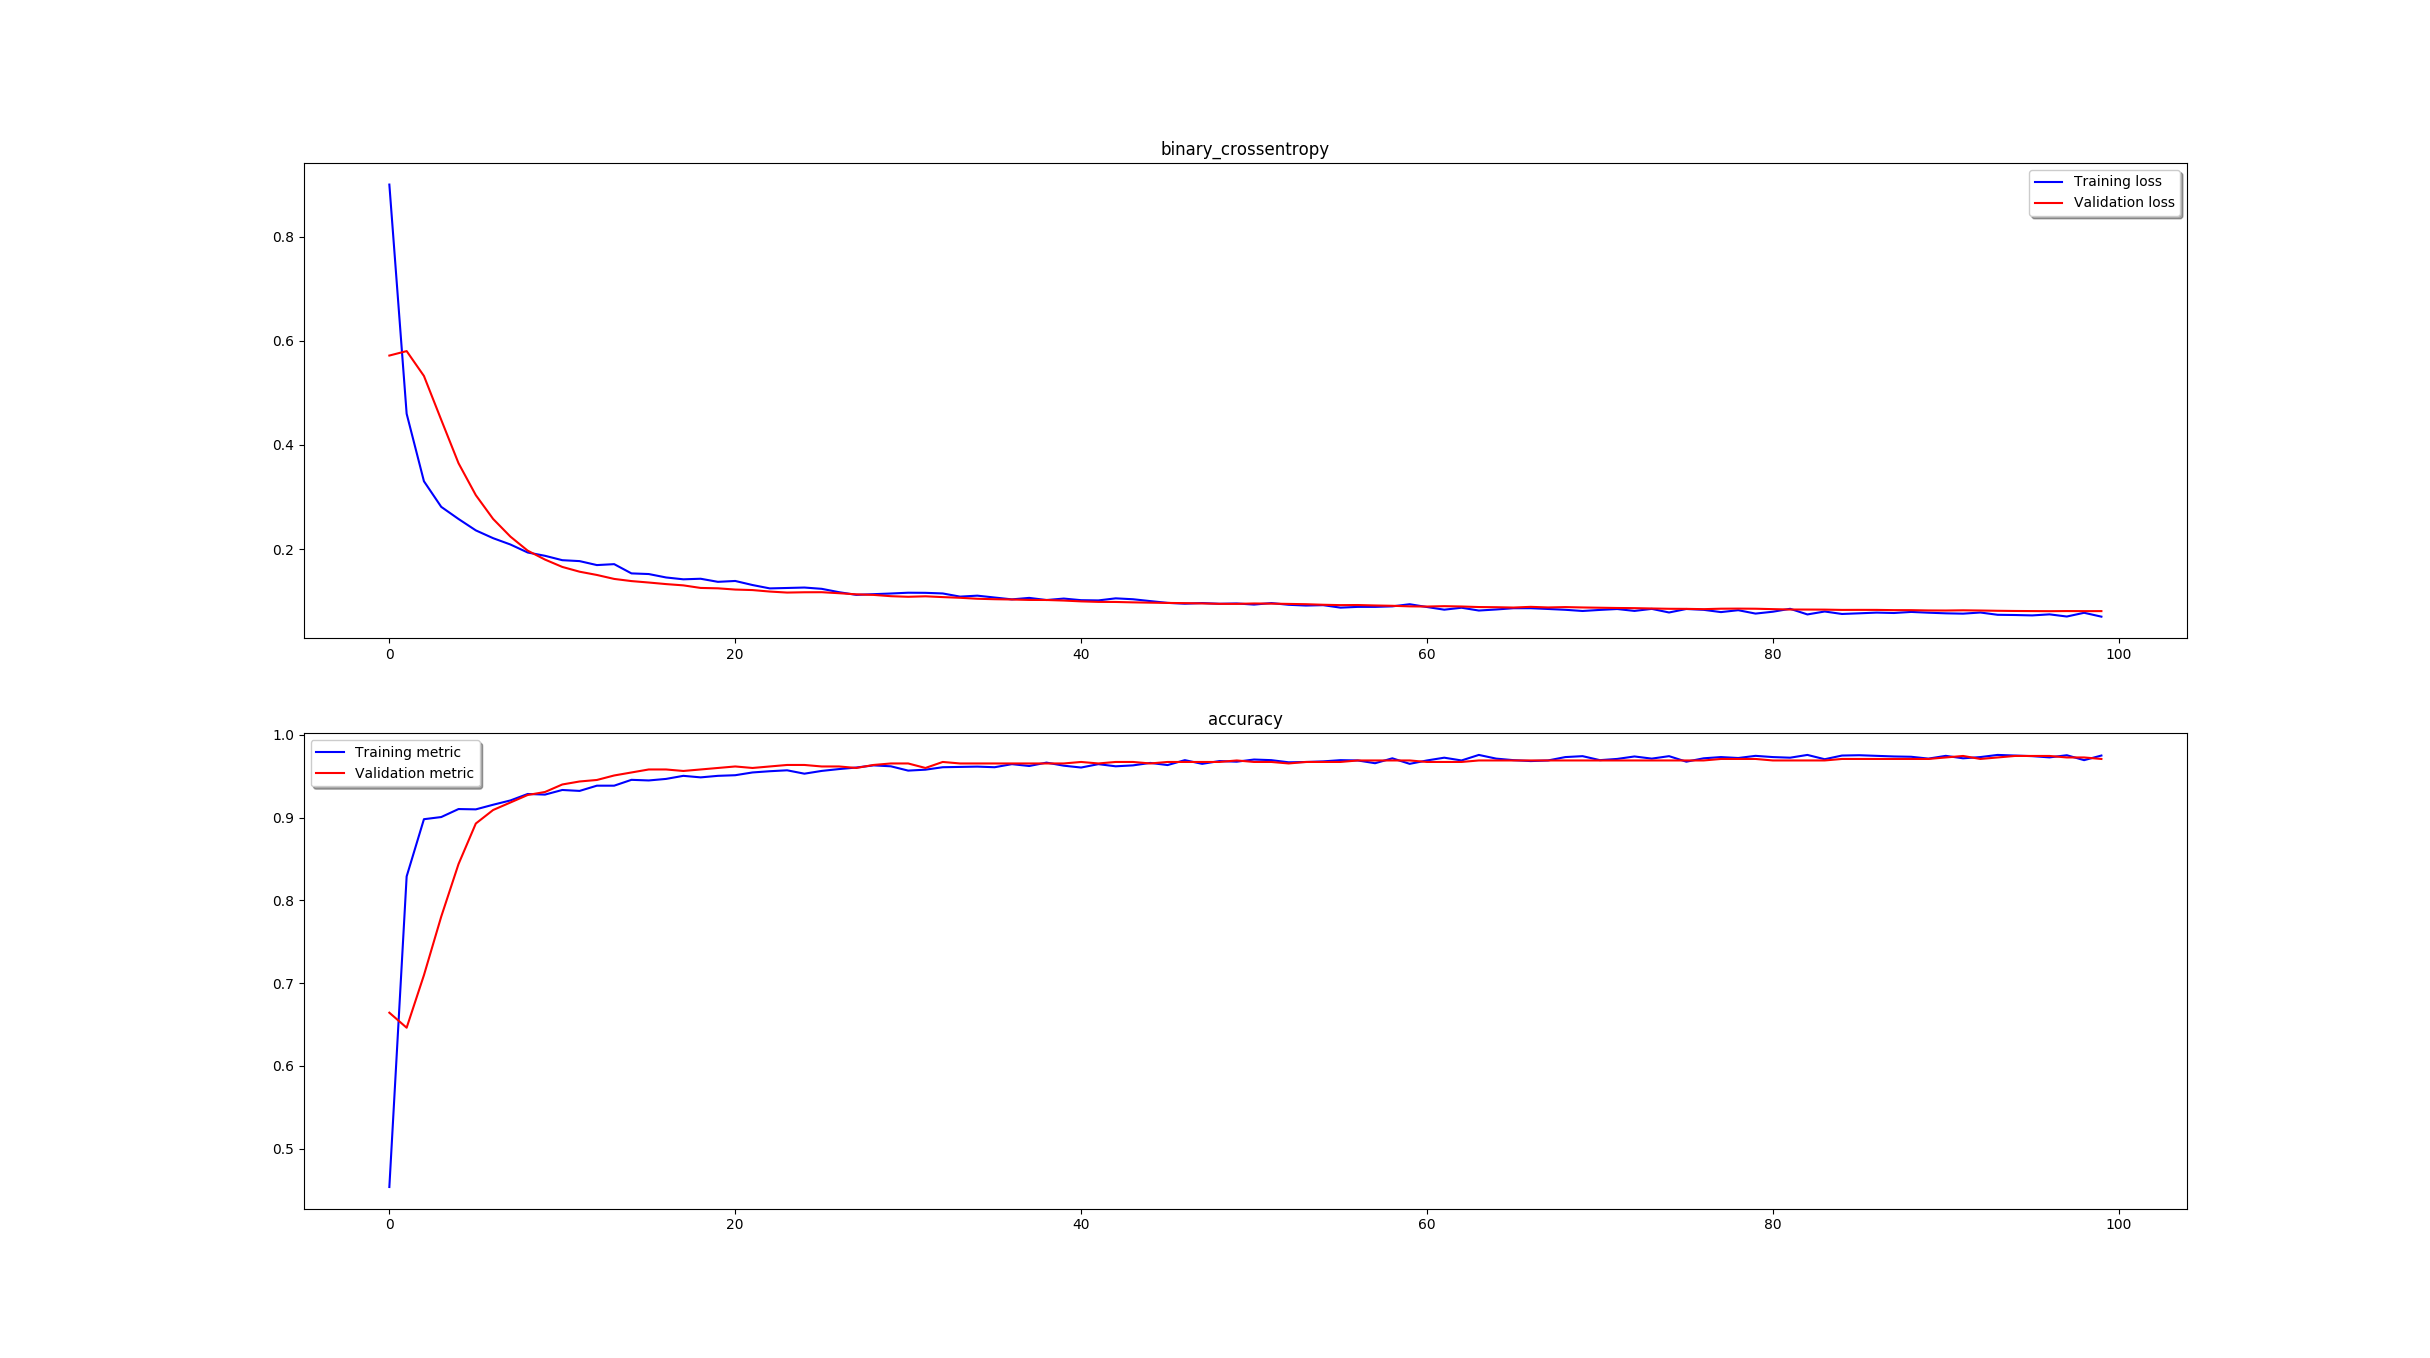 binary_crossentropy
Training loss
Validation loss
0.8
0.6
0.4
0.2
0 20 40 60 80 100
accuracy
Training metric
Validation metric
1.0
0.9
0.8
0.7
0.6
0.5
0 20 40 60 80 100